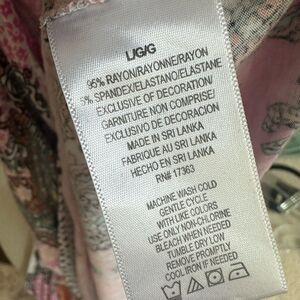 L/G/G
95% RAYON/RAYONNE/RAYON
5% SPANDEX/ELASTANO/ELASTANE
EXCLUSIVE OF DECORATION/
GARNITURE NON COMPRISE/
EXCLUSIVO DE DECORACION
MADE IN SRI LANKA
FABRIQUE AU SRI LANKA
HECHO EN SRI LANKA
RN# 17363
MACHINE WASH COLD
GENTLE CYCLE
WITH LIKE COLORS
USE ONLY NON-CHLORINE
BLEACH WHEN NEEDED
TUMBLE DRY LOW
REMOVE PROMPTLY
COOL IRON IF NEEDED